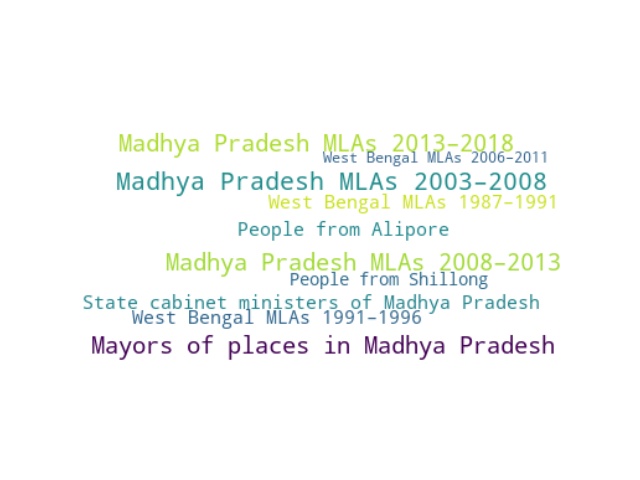 Madhya Pradesh MLAs 2013–2018
West Bengal MLAs 2006–2011
Madhya Pradesh MLAs 2003–2008
West Bengal MLAs 1987–1991
People from Alipore
Madhya Pradesh MLAs 2008–2013
People from Shillong
State cabinet ministers of Madhya Pradesh
West Bengal MLAs 1991–1996
Mayors of places in Madhya Pradesh